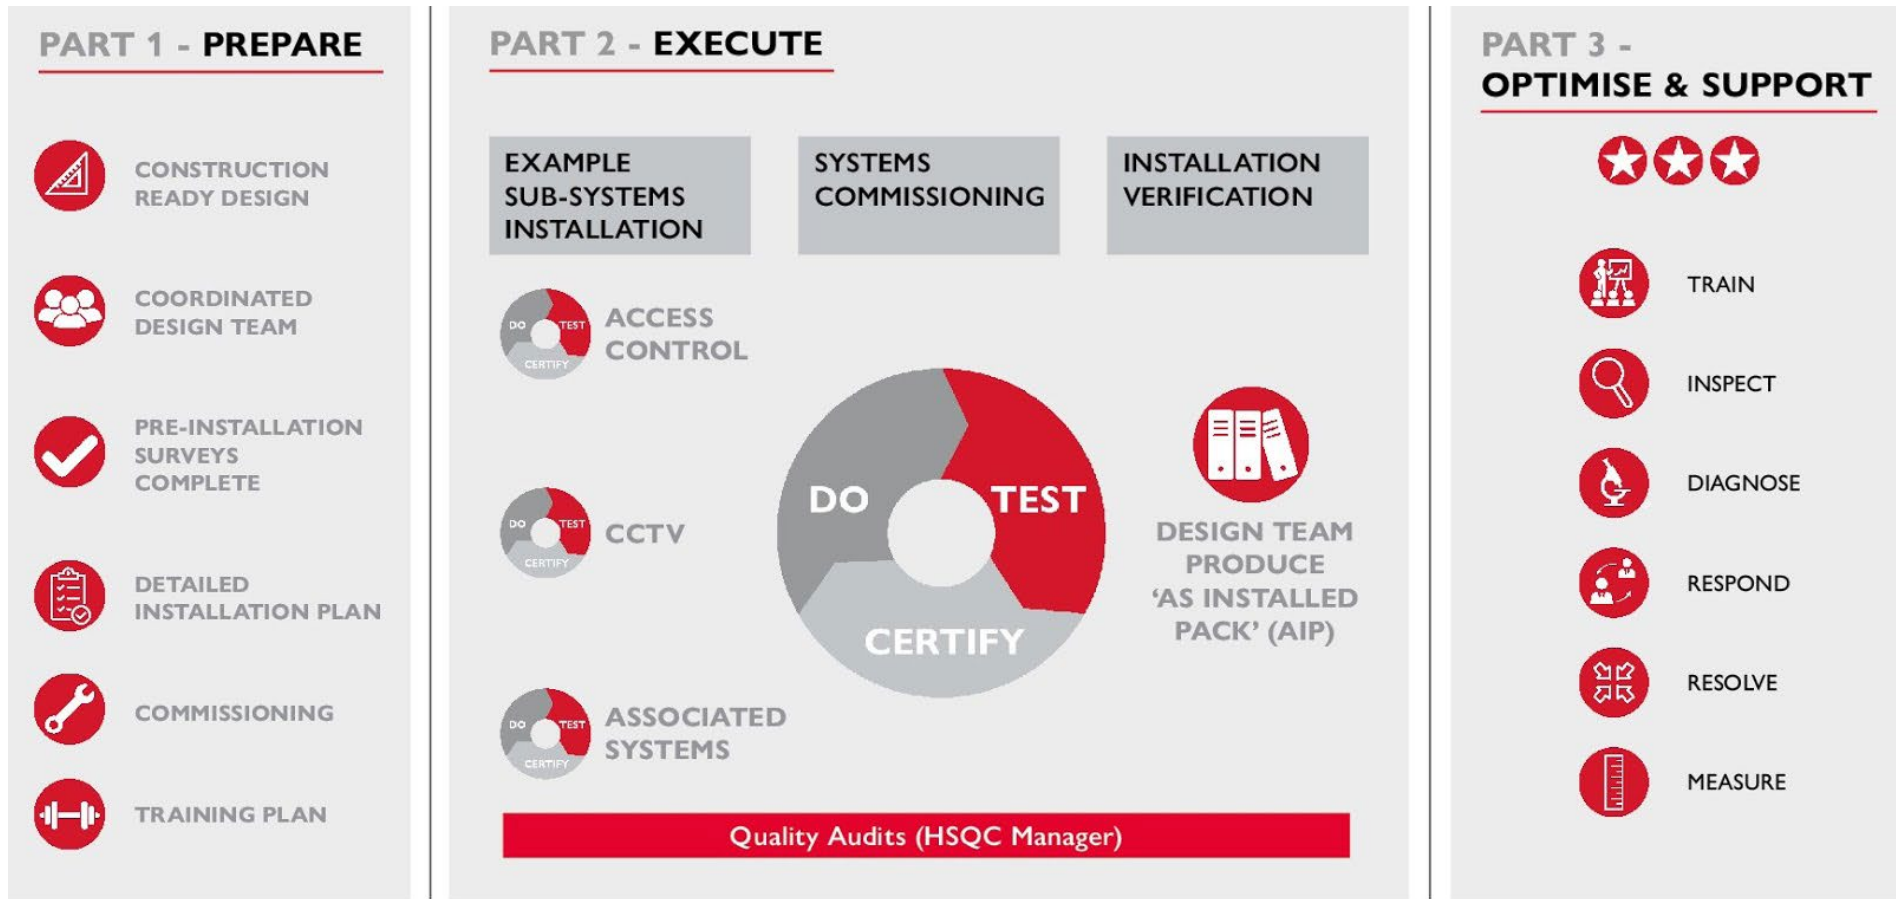 PART 1 - PREPARE
CONSTRUCTION
READY DESIGN
COORDINATED
DESIGN TEAM
PRE-INSTALLATION
SURVEYS
COMPLETE
DETAILED
INSTALLATION PLAN
COMMISSIONING
TRAINING PLAN
PART 2 - EXECUTE
EXAMPLE
SUB-SYSTEMS
INSTALLATION
DO
TEST
CERTIFY
ACCESS
CONTROL
DO
TEST
CERTIFY
CCTV
DO
TEST
CERTIFY
ASSOCIATED
SYSTEMS
SYSTEMS
COMMISSIONING
DO
TEST
CERTIFY
INSTALLATION
VERIFICATION
DESIGN TEAM
PRODUCE
‘AS INSTALLED
PACK’ (AIP)
Quality Audits (HSQC Manager)
PART 3 -
OPTIMISE & SUPPORT
TRAIN
INSPECT
DIAGNOSE
RESPOND
RESOLVE
MEASURE